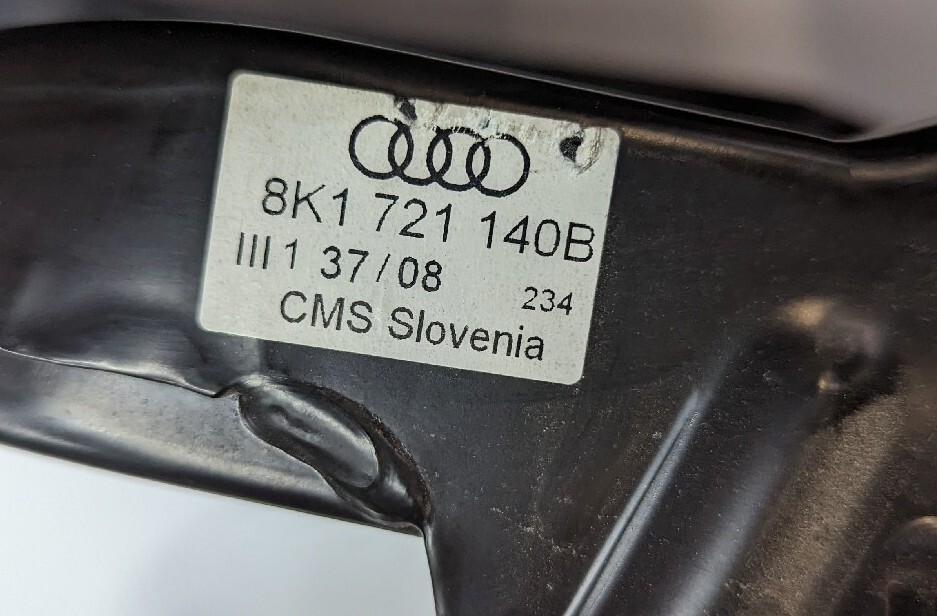 8K1 721 140B
III 1 37/08
234
CMS Slovenia